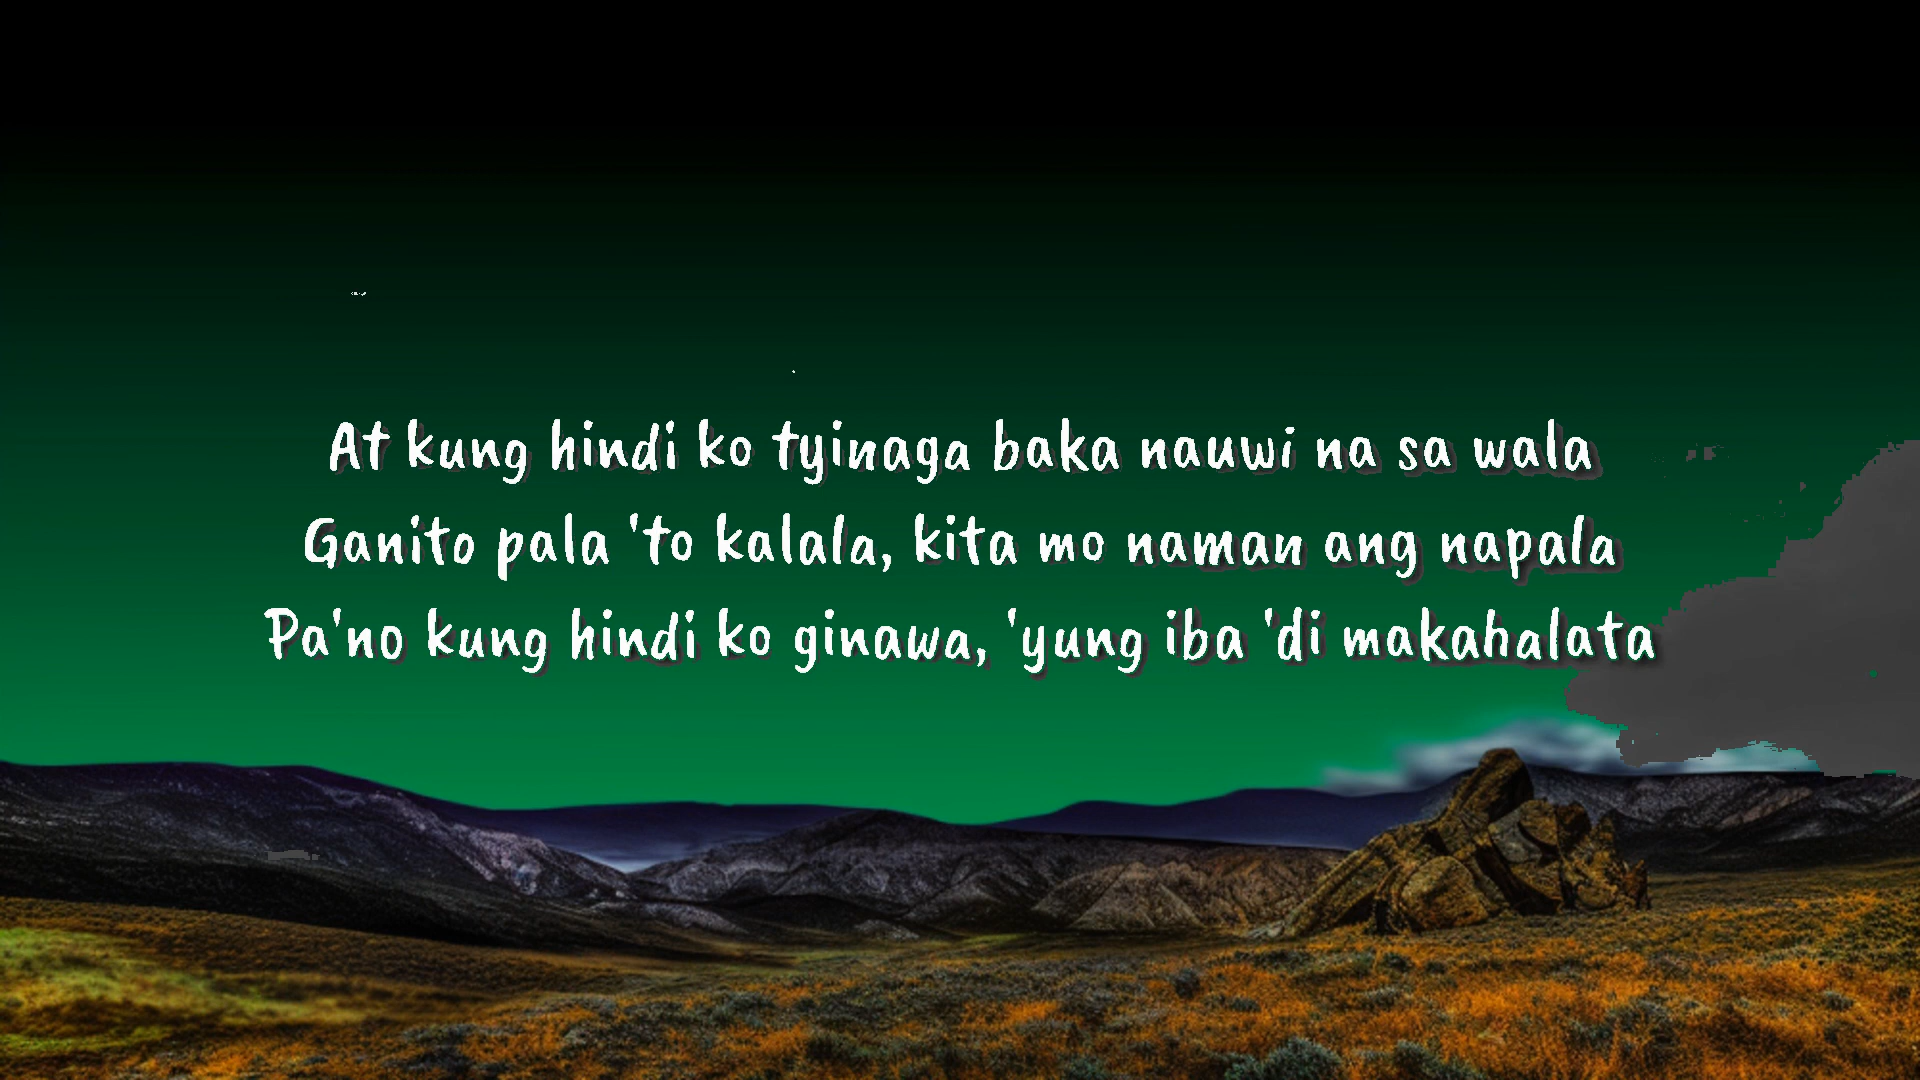 At kung hindi ko tyinaga baka nauwi na sa wala
Ganito pala 'to kalala, kita mo naman ang napala
Pa'no kung hindi ko ginawa, 'yung iba 'di makahalata